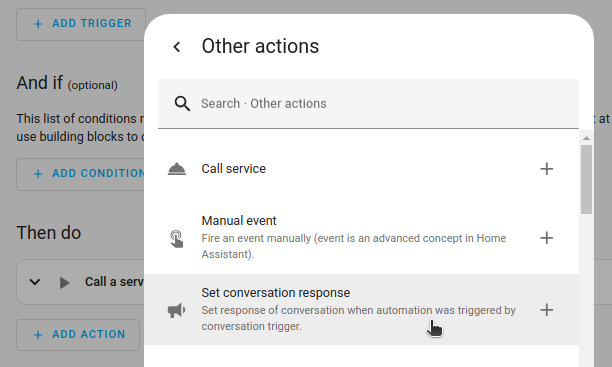 + ADD TRIGGER
And if (optional)
This list of conditions
at
use building blocks to
+ ADD CONDITION
Then do
Call a serv
+ ADD ACTION
Other actions
Search · Other actions
Call service
Manual event
Fire an event manually (event is an advanced concept in Home
Assistant).
Set conversation response
Set response of conversation when automation was triggered by
conversation trigger.